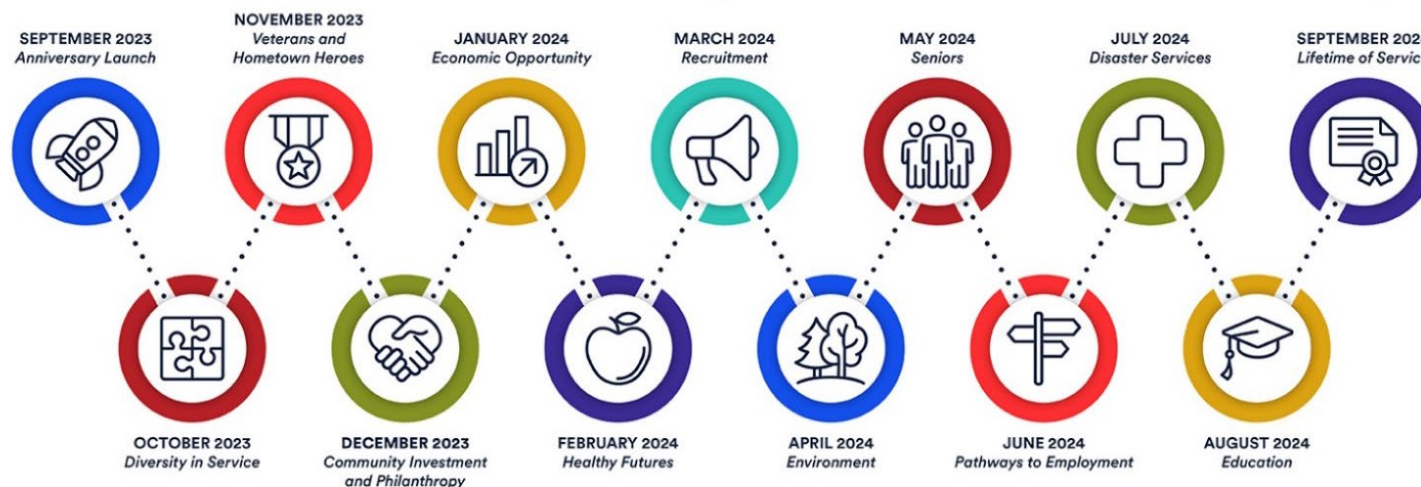 SEPTEMBER 2023
Anniversary Launch
OCTOBER 2023
Diversity in Service
NOVEMBER 2023
Veterans and
Hometown Heroes
DECEMBER 2023
Community Investment
and Philanthropy
JANUARY 2024
Economic Opportunity
FEBRUARY 2024
Healthy Futures
MARCH 2024
Recruitment
APRIL 2024
Environment
MAY 2024
Seniors
JUNE 2024
Pathways to Employment
JULY 2024
Disaster Services
AUGUST 2024
Education
SEPTEMBER
Lifetime of